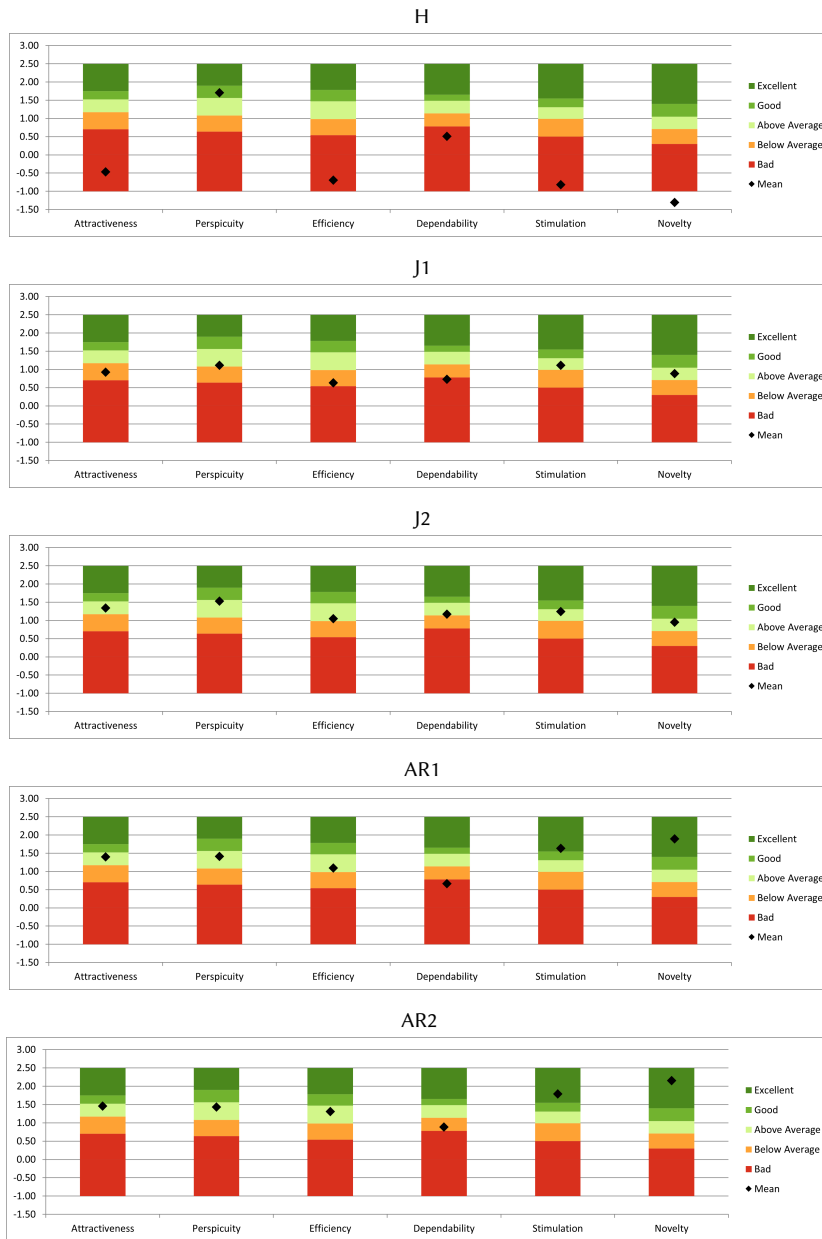 H
3.00
2.50
2.00
1.50
1.00
0.50
0.00
-0.50
-1.00
-1.50
Attractiveness Perspicuity Efficiency Dependability Stimulation Novelty
Excellent
Good
Above Average
Below Average
Bad
Mean
J1
3.00
2.50
2.00
1.50
1.00
0.50
0.00
-0.50
-1.00
-1.50
Attractiveness Perspicuity Efficiency Dependability Stimulation Novelty
Excellent
Good
Above Average
Below Average
Bad
Mean
J2
3.00
2.50
2.00
1.50
1.00
0.50
0.00
-0.50
-1.00
-1.50
Attractiveness Perspicuity Efficiency Dependability Stimulation Novelty
Excellent
Good
Above Average
Below Average
Bad
Mean
AR1
3.00
2.50
2.00
1.50
1.00
0.50
0.00
-0.50
-1.00
-1.50
Attractiveness Perspicuity Efficiency Dependability Stimulation Novelty
Excellent
Good
Above Average
Below Average
Bad
Mean
AR2
3.00
2.50
2.00
1.50
1.00
0.50
0.00
-0.50
-1.00
-1.50
Attractiveness Perspicuity Efficiency Dependability Stimulation Novelty
Excellent
Good
Above Average
Below Average
Bad
Mean